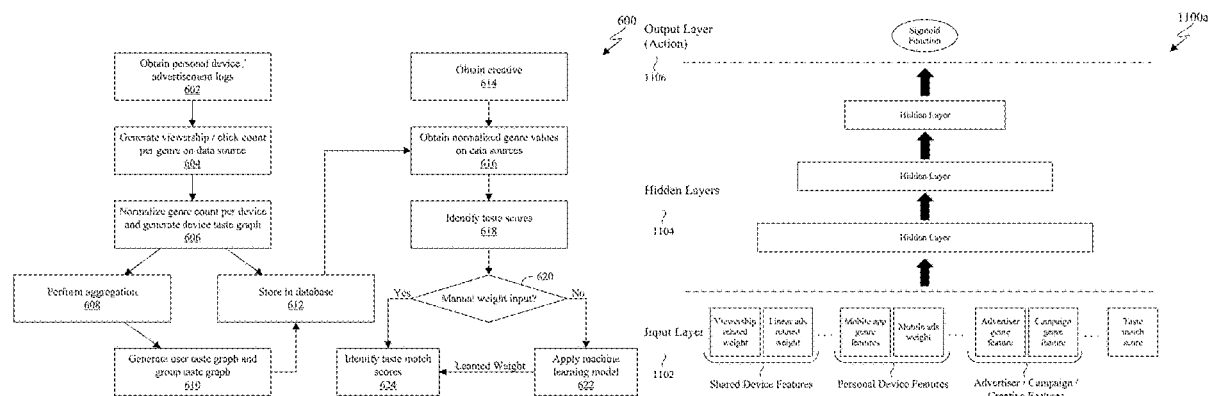 600
Obtain personal device /
advertisement logs
602
Generate viewership / click count
per genre on data source
604
Normalize genre count per device
and generate device taste graph
606
Perform aggregation
608
Store in database
612
Generate user taste graph and
group taste graph
610
Obtain creative
614
Obtain normalized genre values
on data sources
616
Identify taste scores
618
620
Manual weight input?
Yes
No
Identify taste match
scores
624
Learned Weight
Apply machine
learning model
622
1100a
Output Layer
(Action)
1106
Sigmoid
Function
Hidden Layer
Hidden Layer
Hidden Layers
1104
Hidden Layer
Input Layer
1102
Viewership
related
weight
Linear ads
related
weight
...
Mobile app
genre
features
Mobile ads
weight
...
Advertiser
genre
feature
Campaign
genre
feature
...
Taste
match
score
Shared Device Features
Personal Device Features
Advertiser / Campaign /
Creative Features